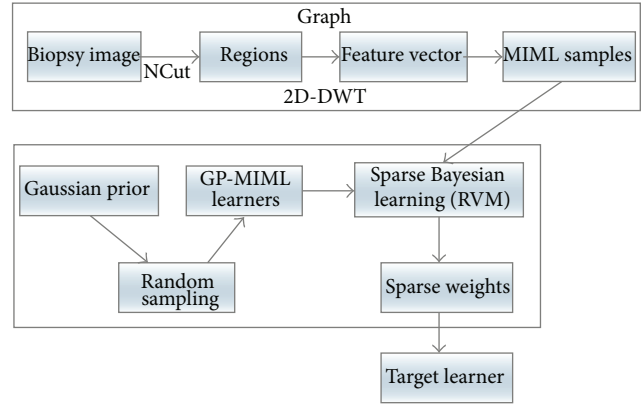 Graph
Biopsy image
NCut
Regions
Feature vector
MIML samples
2D-DWT
Gaussian prior
GP-MIML
learners
Sparse Bayesian
learning (RVM)
Random
sampling
Sparse weights
Target learner